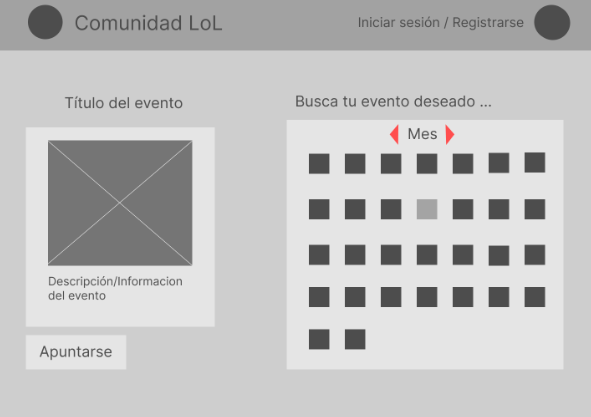 Comunidad LoL
Iniciar sesión / Registrarse
Título del evento
Descripción/Informacion
del evento
Apuntarse
Busca tu evento deseado ...
Mes